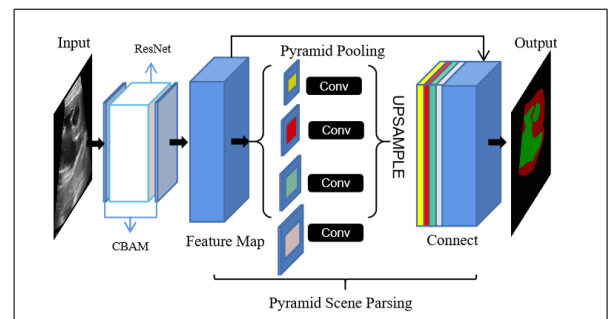 Input
ResNet
Pyramid Pooling
Output
Conv
Conv
Conv
Conv
UPSAMPLE
CBAM
Feature Map
Connect
Pyramid Scene Parsing